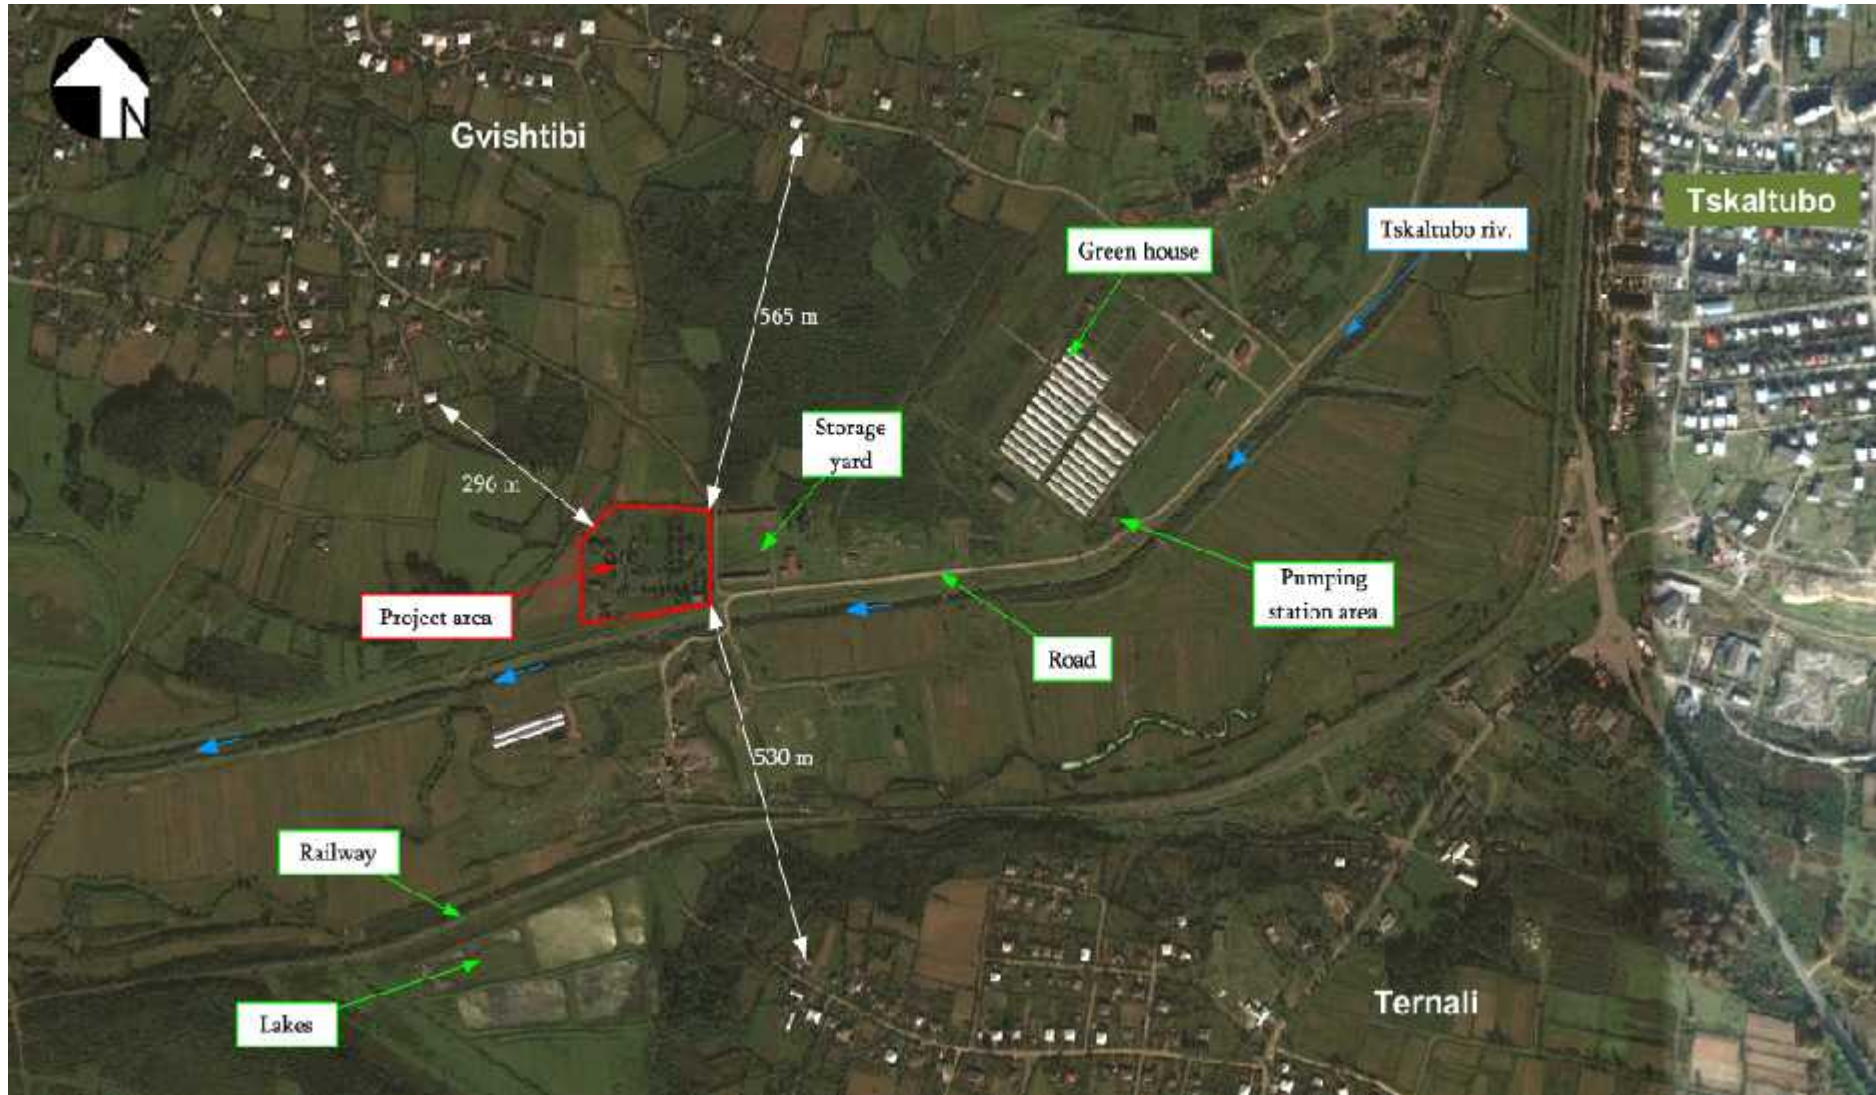 N
Gvishtibi
Tskaltubo
Tskaltubo riv.
Green house
565 m
Storage
yard
296 m
Pumping
station area
Project area
Road
530 m
Railway
Ternali
Lakes